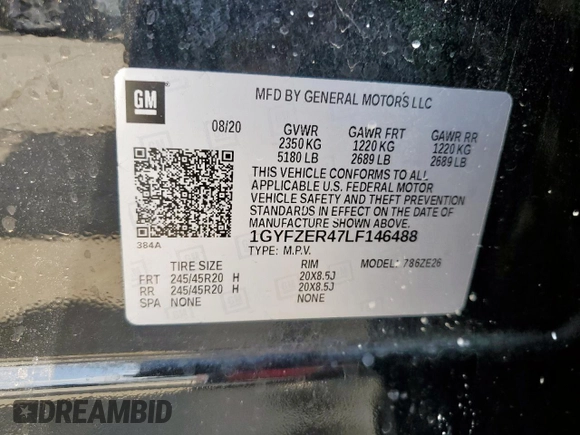 GM
MFD BY GENERAL MOTORS LLC
08/20 GVWR GAWR FRT GAWR RR
2350 KG 1220 KG 1220 KG
5180 LB 2689 LB 2689 LB
THIS VEHICLE CONFORMS TO ALL
APPLICABLE U.S. FEDERAL MOTOR
VEHICLE SAFETY AND THEFT PREVENTION
STANDARDS IN EFFECT ON THE DATE OF
MANUFACTURE SHOWN ABOVE.
384A
1GYFZER47LF146488
TYPE: M.P.V.
TIRE SIZE RIM MODEL: 786ZE26
FRT 245/45R20 H 20X8.5J
RR 245/45R20 H 20X8.5J
SPA NONE NONE
DREAMBID